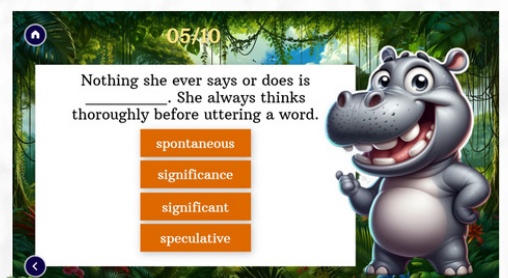 05/10
Nothing she ever says or does is
__________. She always thinks
thoroughly before uttering a word.
spontaneous
significance
significant
speculative